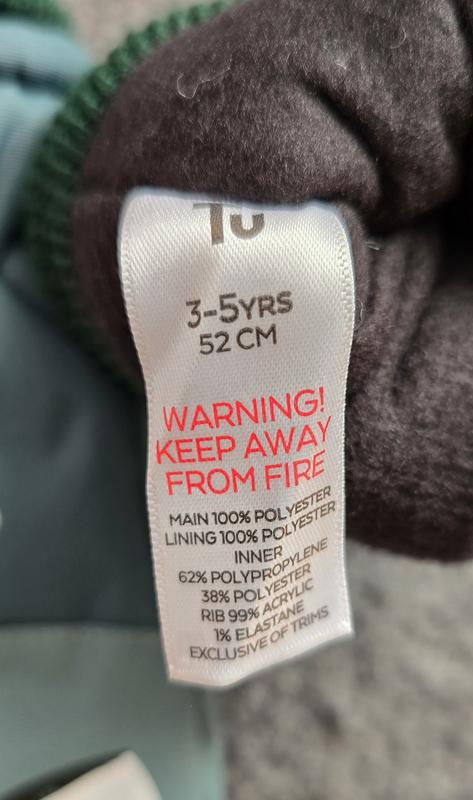 Tu
3-5YRS
52 CM
WARNING!
KEEP AWAY
FROM FIRE
MAIN 100% POLYESTER
LINING 100% POLYESTER
INNER
62% POLYPROPYLENE
38% POLYESTER
RIB 99% ACRYLIC
1% ELASTANE
EXCLUSIVE OF TRIMS